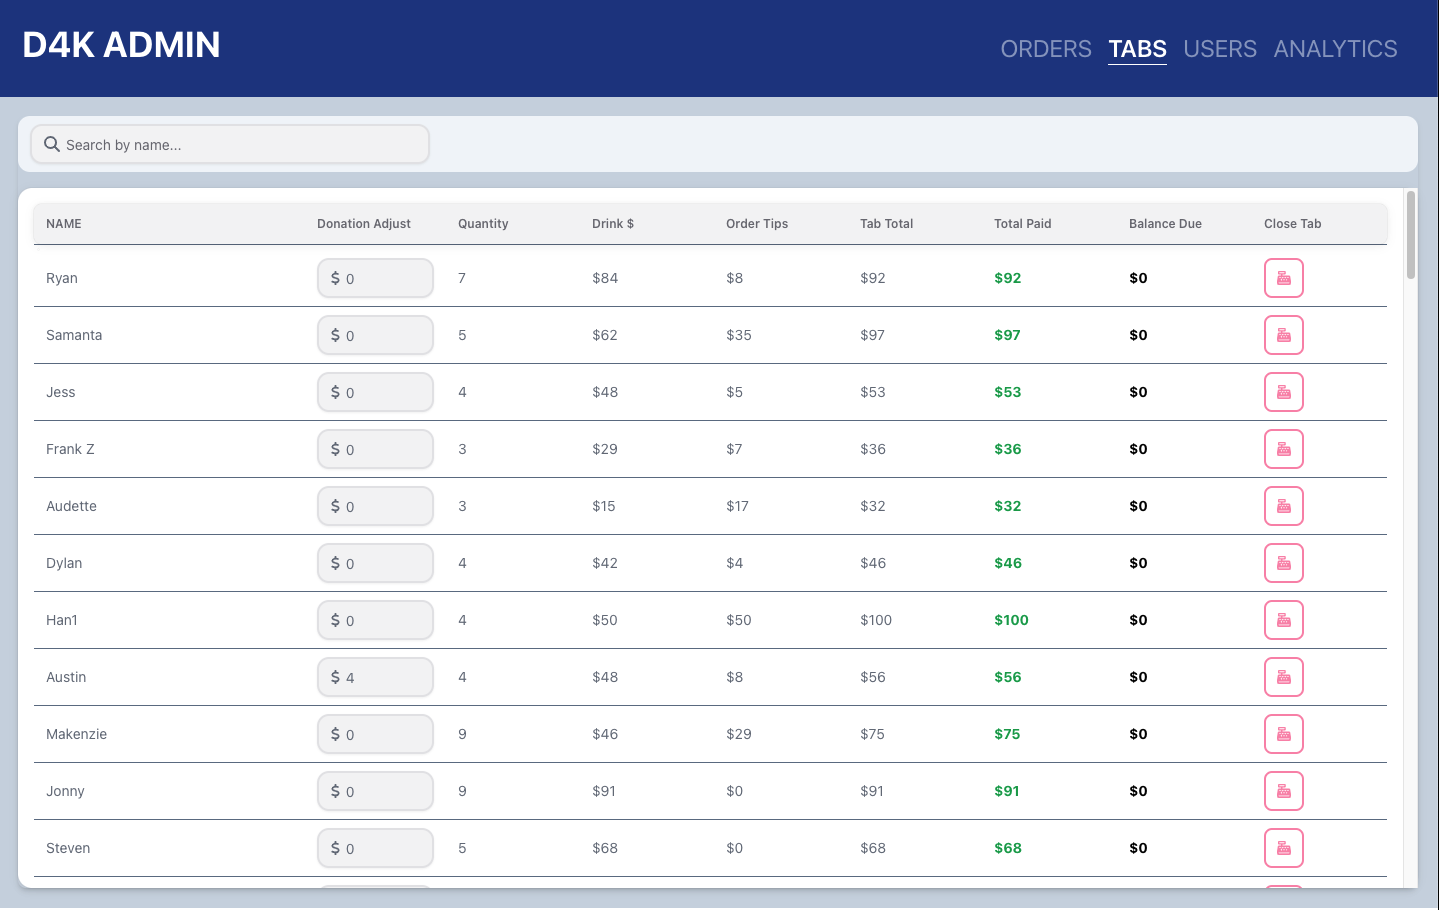 D4K ADMIN
ORDERS TABS USERS ANALYTICS
Search by name...
NAME Donation Adjust Quantity Drink $ Order Tips Tab Total Total Paid Balance Due Close Tab
Ryan $ 0 7 $84 $8 $92 $92 $0
Samanta $ 0 5 $62 $35 $97 $97 $0
Jess $ 0 4 $48 $5 $53 $53 $0
Frank Z $ 0 3 $29 $7 $36 $36 $0
Audette $ 0 3 $15 $17 $32 $32 $0
Dylan $ 0 4 $42 $4 $46 $46 $0
Han1 $ 0 4 $50 $50 $100 $100 $0
Austin $ 4 4 $48 $8 $56 $56 $0
Makenzie $ 0 9 $46 $29 $75 $75 $0
Jonny $ 0 9 $91 $0 $91 $91 $0
Steven $ 0 5 $68 $0 $68 $68 $0